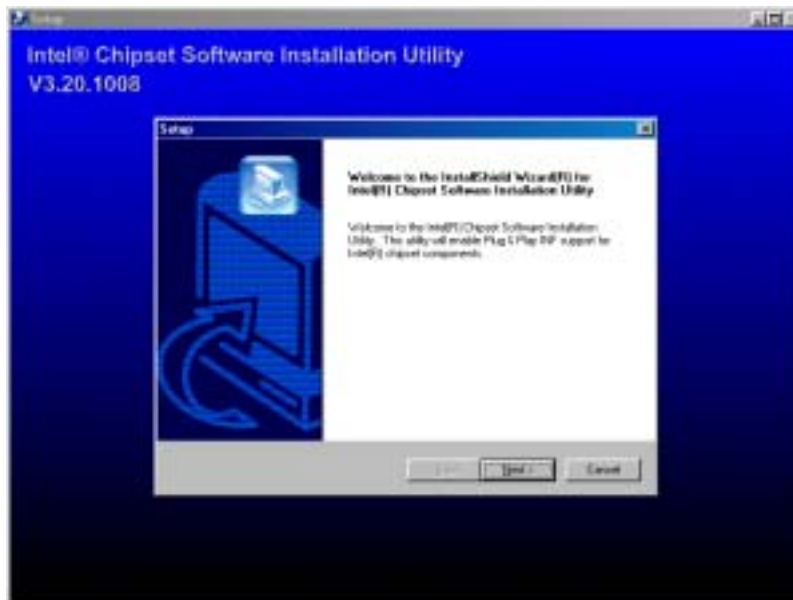 Setup
Intel® Chipset Software Installation Utility
V3.20.1008
Setup
Welcome to the InstallShield Wizard(R) for
Intel(R) Chipset Software Installation Utility
Welcome to the Intel(R) Chipset Software Installation
Utility. This utility will enable Plug & Play INF support for
Intel(R) chipset components.
Next >
Cancel